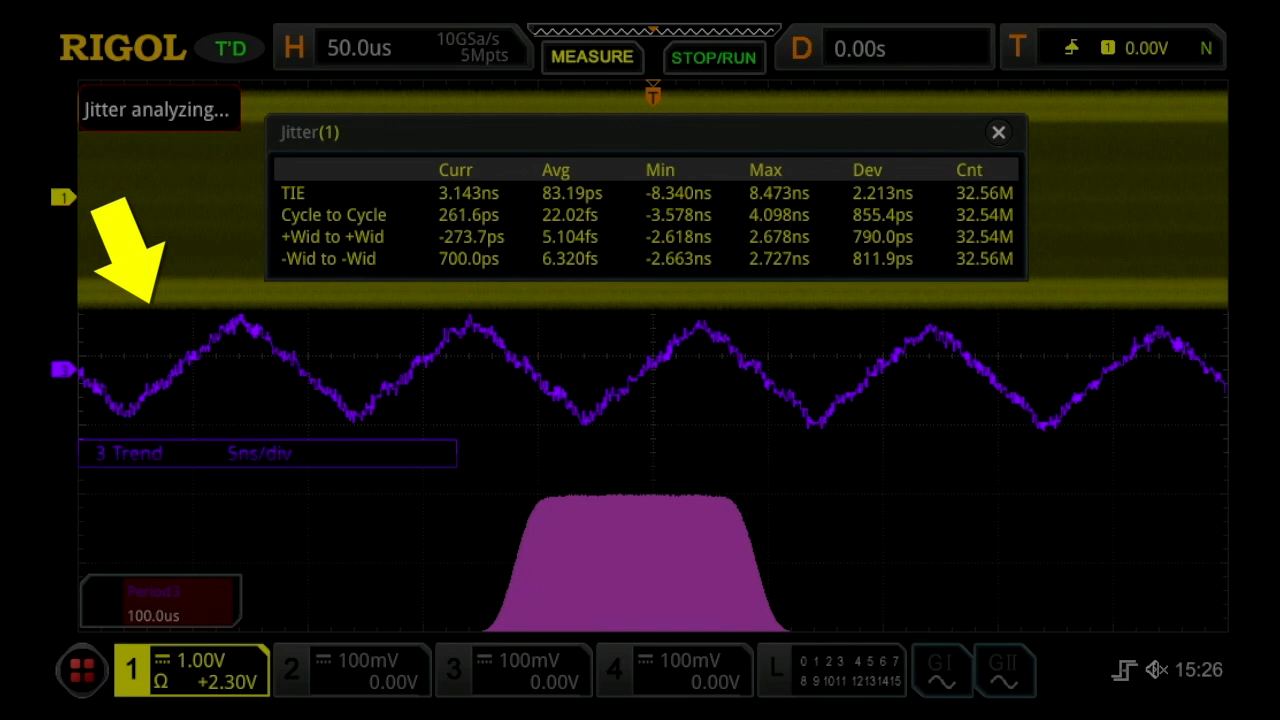 RIGOL T'D H 50.0us 10GSa/s 5Mpts MEASURE STOP/RUN D 0.00s T 1 0.00V N
T
Jitter analyzing...
Jitter(1)
Curr Avg Min Max Dev Cnt
TIE 3.143ns 83.19ps -8.340ns 8.473ns 2.213ns 32.56M
Cycle to Cycle 261.6ps 22.02fs -3.578ns 4.098ns 855.4ps 32.54M
+Wid to +Wid -273.7ps 5.104fs -2.618ns 2.678ns 790.0ps 32.54M
-Wid to -Wid 700.0ps 6.320fs -2.663ns 2.727ns 811.9ps 32.56M
1
3
3 Trend 5ns/div
Period3
100.0us
1 1.00V 2 100mV 3 100mV 4 100mV L 0 1 2 3 4 5 6 7 GI GII
Ω +2.30V 0.00V 0.00V 0.00V 8 9 10 11 12 13 14 15 15:26